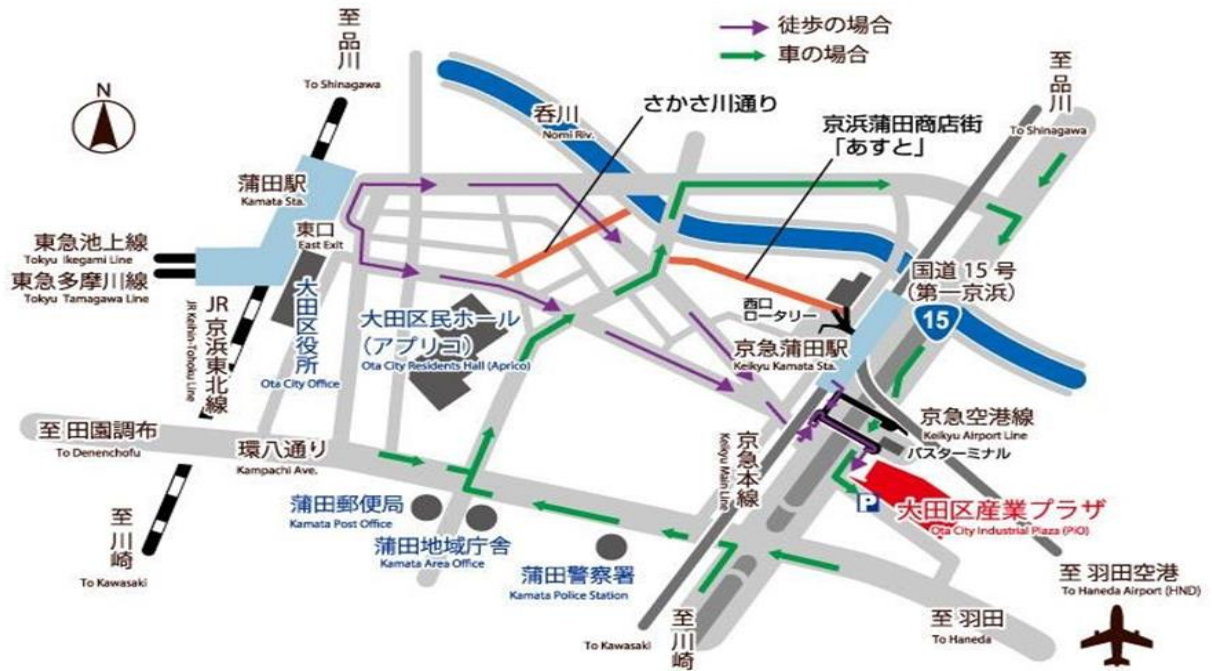 徒歩の場合
車の場合
至 品川
To Shinagawa
N
さかさ川通り
呑川
Nomi Riv.
京浜蒲田商店街
「あすと」
至 品川
To Shinagawa
蒲田駅
Kamata Sta.
東口
East Exit
東急池上線
Tokyu Ikegami Line
東急多摩川線
Tokyu Tamagawa Line
JR 京浜東北線
JR Keihin-Tohoku Line
大田区役所
Ota City Office
大田区民ホール
(アプリコ)
Ota City Residents Hall (Aprico)
西口
ロータリー
国道 15 号
(第一京浜)
15
京急蒲田駅
Keikyu Kamata Sta.
京急空港線
Keikyu Airport Line
バスターミナル
至 田園調布
To Denenchofu
環八通り
Kampachi Ave.
京急本線
Keikyu Main Line
P
大田区産業プラザ
Ota City Industrial Plaza (PiO)
蒲田郵便局
Kamata Post Office
蒲田地域庁舎
Kamata Area Office
蒲田警察署
Kamata Police Station
至 川崎
To Kawasaki
至 川崎
To Kawasaki
至 羽田
To Haneda
至 羽田空港
To Haneda Airport (HND)